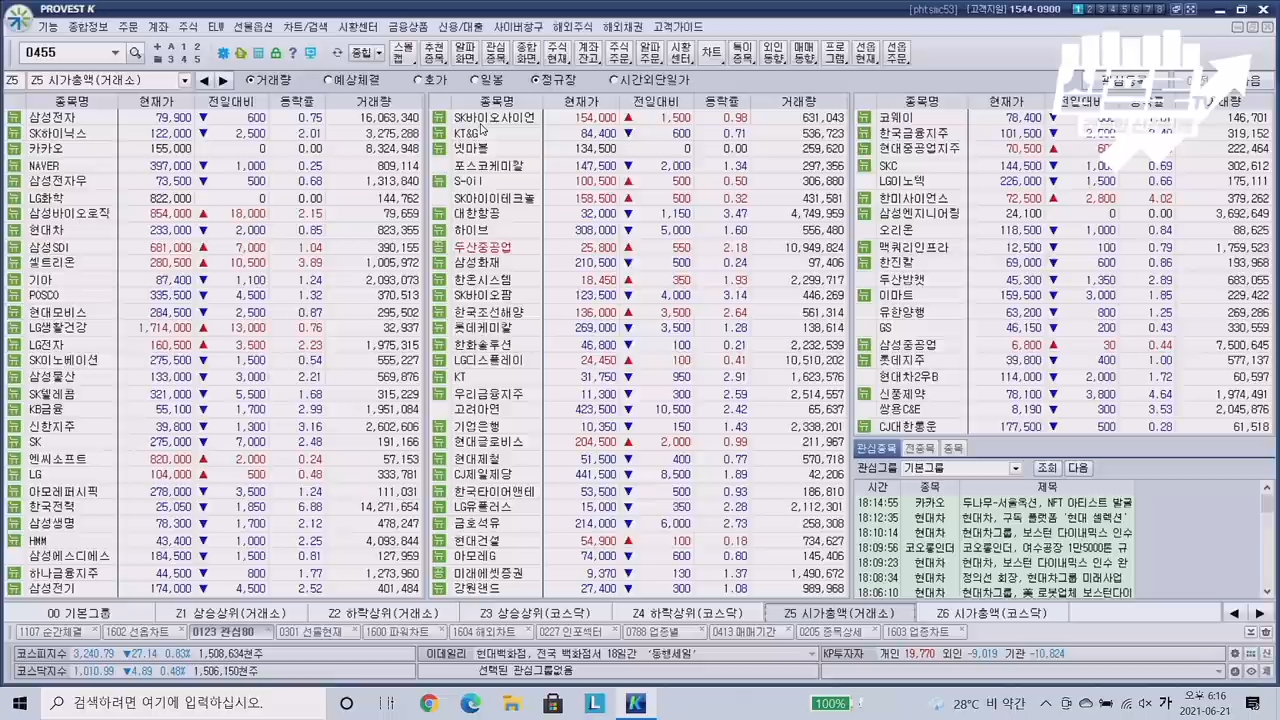 PROVEST K
[phtsac53] [고객지원] 1544-0900 1 2 3 4 5 6 7 8
기능 종합정보 주문 계좌 주식 ELW 선물옵션 차트/검색 시황센터 금융상품 신용/대출 사이버창구 해외주식 해외채권 고객가이드
0455
Z5 Z5 시가총액(거래소) 거래량 예상체결 호가 일봉 정규장 시간외단일가
종목명 현재가 전일대비 등락률 거래량
삼성전자 79,900 ▼ 600 0.75 16,063,340
SK하이닉스 122,000 ▼ 2,500 2.01 3,875,288
카카오 155,000 0 0.00 8,324,945
NAVER 397,000 ▼ 1,000 0.25 809,114
삼성전자우 73,500 ▼ 500 0.68 1,313,840
LG화학 822,000 0 0.00 144,762
삼성바이오로직 854,000 ▲ 18,000 2.15 79,659
현대차 233,000 ▼ 2,000 0.85 823,355
삼성SDI 681,000 ▲ 7,000 1.04 390,155
셀트리온 ▲ 10,500 3.89 1,005,972
기아 87,400 ▼ 1,100 1.24 2,093,073
POSCO 335,500 ▼ 4,500 1.32 370,513
현대모비스 284,500 ▼ 2,500 0.87 295,502
LG생활건강 1,714,000 ▲ 13,000 0.76 32,937
LG전자 160,500 ▲ 3,500 2.23 1,975,315
SK이노베이션 ▼ 1,500 0.54 555,227
삼성물산 133,000 ▼ 3,000 2.21 569,876
SK텔레콤 321,000 ▼ 5,500 1.68 315,229
KB금융 55,100 ▼ 1,700 2.99 1,951,084
신한지주 39,800 ▼ 1,300 3.16 2,602,606
SK 275,000 ▼ 7,000 2.48 191,166
엔씨소프트 ▲ 2,000 0.24 57,153
LG 104,000 ▲ 500 0.48 333,781
아모레퍼시픽 278,000 ▼ 3,500 1.24 111,031
한국전력 25,050 ▼ 1,850 6.88 14,271,654
삼성생명 78,300 ▼ 1,700 2.12 478,247
HMM 43,400 ▼ 1,000 2.25 4,093,844
삼성에스디에스 184,500 ▼ 1,500 0.81 127,959
하나금융지주 44,500 ▼ 800 1.77 1,273,960
삼성전기 174,000 ▼ 4,500 2.52 401,484
종목명 현재가 전일대비 등락률 거래량
SK바이오사이언 154,000 ▲ 1,500 0.98 631,043
KT&G 84,400 ▼ 600 0.71 536,723
넷마블 134,500 0 0.00 259,620
포스코케미칼 147,500 ▼ 2,000 1.34 297,356
S-Oil 100,500 ▲ 500 0.50 306,880
SK아이이테크놀 158,500 ▲ 500 0.32 431,581
대한항공 32,000 ▼ 1,150 3.47 4,749,959
하이브 308,000 ▼ 5,000 1.60 556,480
두산중공업 25,800 ▲ 550 2.18 10,949,824
삼성화재 210,500 ▼ 500 0.24 97,406
한온시스템 18,450 ▲ 350 1.93 2,299,717
SK바이오팜 123,500 ▼ 4,000 3.14 446,269
한국조선해양 136,000 ▲ 3,500 2.64 561,314
롯데케미칼 269,000 ▼ 3,500 1.28 138,614
한화솔루션 46,800 ▼ 100 0.21 2,232,539
LG디스플레이 24,450 ▲ 100 0.41 10,510,202
KT 31,750 ▼ 950 2.91 1,623,576
우리금융지주 11,300 ▼ 300 2.59 2,514,557
고려아연 423,500 ▼ 10,500 2.42 65,637
기업은행 10,350 ▼ 150 1.43 2,338,201
현대글로비스 204,500 ▲ 2,000 0.99 211,967
현대제철 51,500 ▼ 400 0.77 570,718
CJ제일제당 441,500 ▼ 8,500 1.89 42,206
한국타이어앤테 53,500 ▼ 500 0.93 186,810
LG유플러스 15,000 ▼ 350 2.28 2,112,301
금호석유 214,000 ▼ 6,000 2.73 258,308
현대건설 54,900 ▲ 100 0.18 734,627
아모레G 74,000 ▼ 600 0.80 145,406
미래에셋증권 9,370 ▼ 130 1.37 1,490,672
강원랜드 27,400 ▼ 300 1.08 989,968
종목명 현재가
코웨이 78,400
한국금융지주 101,500 319,152
현대중공업지주 70,500 ▲ 222,464
SKC 144,500 ▼ 1,000 0.69 302,612
LG이노텍 226,000 ▼ 1,500 0.66 175,111
한미사이언스 72,500 ▲ 2,800 4.02 379,262
삼성엔지니어링 24,100 0 0.00 3,692,649
오리온 118,500 ▼ 1,000 0.84 88,625
맥쿼리인프라 12,500 ▼ 100 0.79 1,759,523
한진칼 69,000 ▼ 600 0.86 193,968
두산밥캣 45,300 ▼ 1,350 2.89 683,055
이마트 159,500 ▼ 3,000 1.85 229,422
유한양행 63,200 ▼ 800 1.25 269,286
GS 46,150 ▼ 200 0.43 330,559
삼성중공업 6,800 ▲ 30 0.44 7,500,645
롯데지주 39,800 ▼ 400 1.00 577,137
현대차2우B 114,000 ▼ 2,000 1.72 60,597
신풍제약 78,100 ▼ 3,800 4.64 1,974,491
쌍용C&E 8,190 ▼ 300 3.53 2,045,876
CJ대한통운 177,500 ▼ 500 0.28 61,518
관심종목 전종목 종목
관심그룹 기본그룹 조회 다음
시간 종목 제목
18:14:55 카카오 두나무-서울옥션, NFT 아티스트 발굴
18:12:35 현대차 현대차, 구독 플랫폼 '현대 셀렉션'
18:10:14 현대차 현대차그룹, 보스턴 다이내믹스 인수
18:09:56 코오롱인더 코오롱인더, 여수공장 1만5000톤 규
18:09:23 현대차 현대차, 보스턴 다이내믹스 인수 완
18:08:34 현대차 정의선 회장, 현대차그룹 미래사업
18:06:10 현대차 현대차그룹, 美 로봇업체 보스턴다이
00 기본그룹 Z1 상승상위(거래소) Z2 하락상위(거래소) Z3 상승상위(코스닥) Z4 하락상위(코스닥) Z5 시가총액(거래소) Z6 시가총액(코스닥)
1107 순간체결 1602 옵션차트 0123 관심80 0301 선물현재 1600 파워차트 1604 해외차트 0227 인포섹터 0788 업종별 0413 매매기간 0205 종목상세 1603 업종차트
코스피지수 3,240.79 ▼27.14 0.83% 1,508,634천주 이데일리 현대백화점, 전국 백화점서 18일간 '동행세일' KP투자자 개인 19,770 외인 -9,019 기관 -10,824
코스닥지수 1,010.99 ▼4.89 0.48% 1,506,150천주 선택된 관심그룹없음
검색하려면 여기에 입력하십시오. 100% 28°C 비 약간 가 오후 6:16
2021-06-21